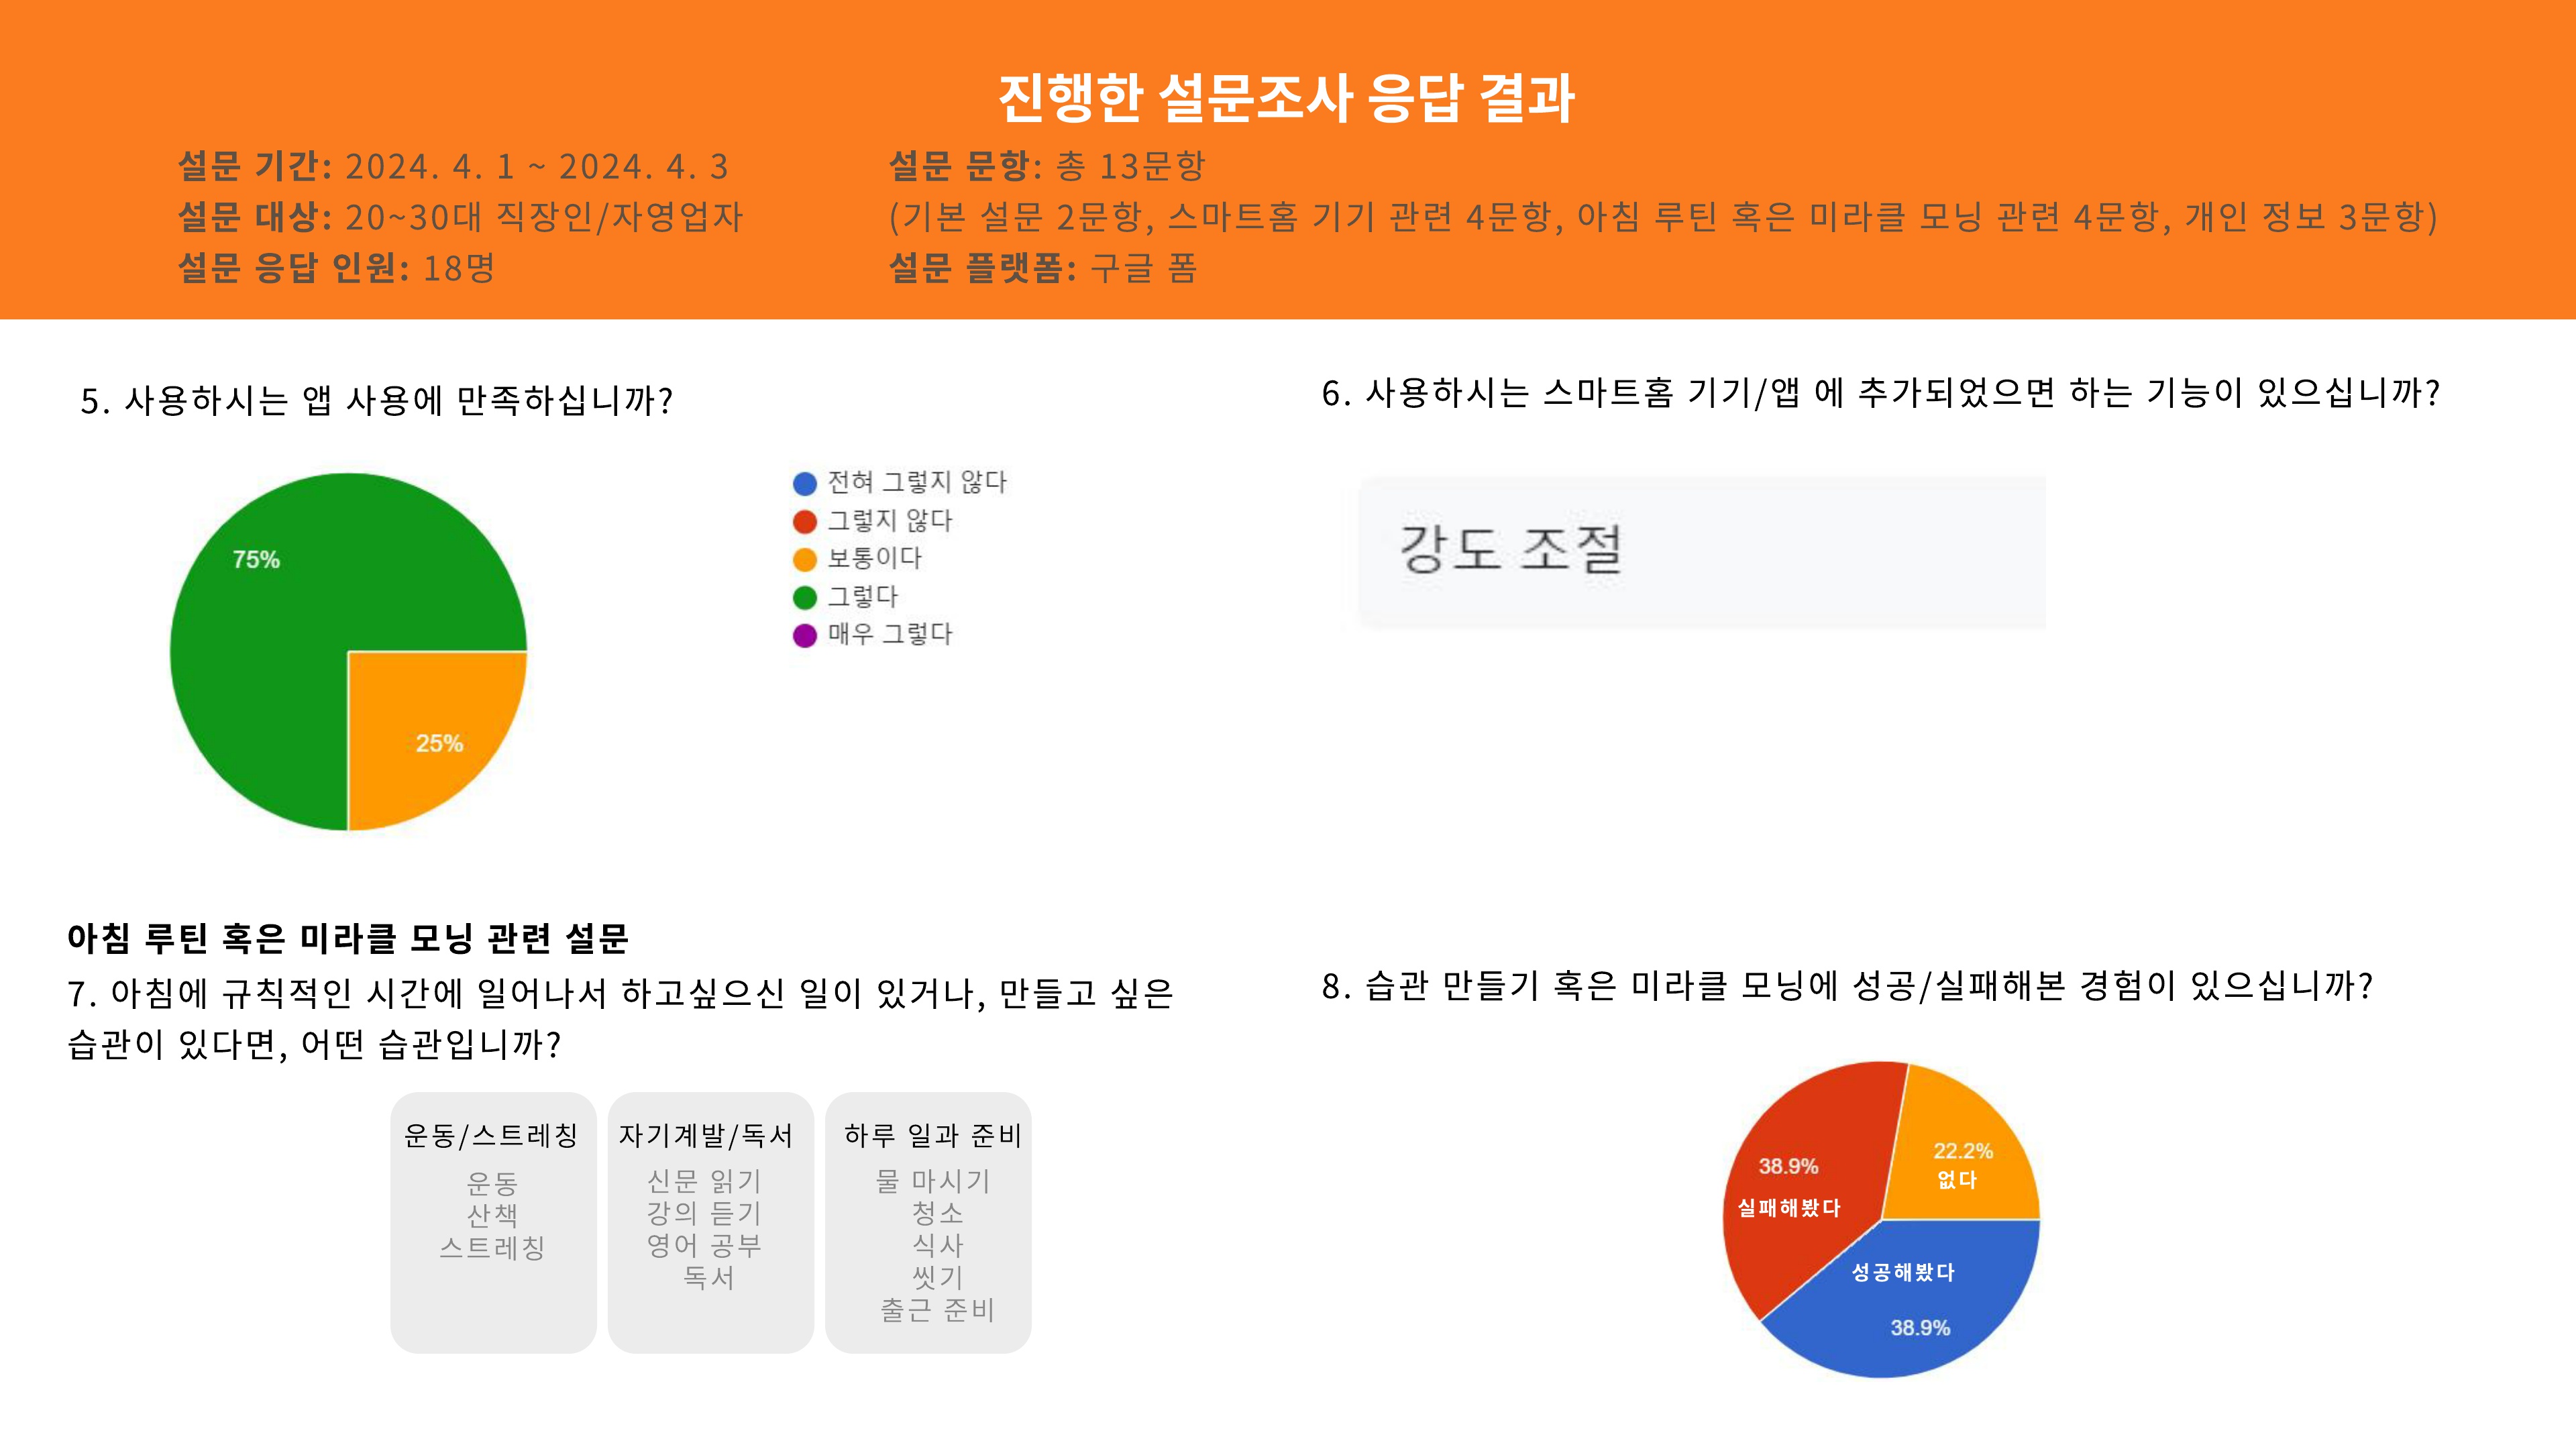 진행한 설문조사 응답 결과
설문 기간: 2024. 4. 1 ~ 2024. 4. 3
설문 대상: 20~30대 직장인/자영업자
설문 응답 인원: 18명
설문 문항: 총 13문항
(기본 설문 2문항, 스마트홈 기기 관련 4문항, 아침 루틴 혹은 미라클 모닝 관련 4문항, 개인 정보 3문항)
설문 플랫폼: 구글 폼
5. 사용하시는 앱 사용에 만족하십니까?
75%
25%
전혀 그렇지 않다
그렇지 않다
보통이다
그렇다
매우 그렇다
6. 사용하시는 스마트홈 기기/앱 에 추가되었으면 하는 기능이 있으십니까?
강도 조절
아침 루틴 혹은 미라클 모닝 관련 설문
7. 아침에 규칙적인 시간에 일어나서 하고싶으신 일이 있거나, 만들고 싶은
습관이 있다면, 어떤 습관입니까?
운동/스트레칭
운동
산책
스트레칭
자기계발/독서
신문 읽기
강의 듣기
영어 공부
독서
하루 일과 준비
물 마시기
청소
식사
씻기
출근 준비
8. 습관 만들기 혹은 미라클 모닝에 성공/실패해본 경험이 있으십니까?
22.2%
없다
38.9%
실패해봤다
성공해봤다
38.9%